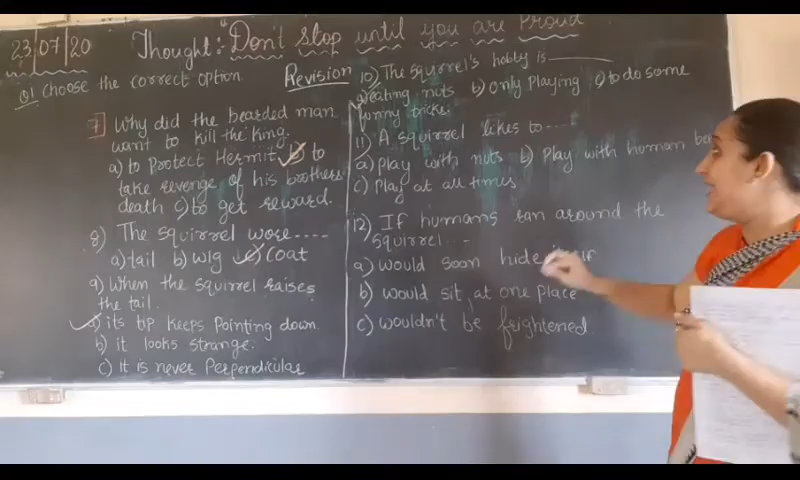 23/07/20
Thought:- Don't stop until you are Proud
Q1 Choose the correct option.
Revision
7) Why did the bearded man
want to kill the King.
a) to Protect Hermit b) to
take revenge of his brothers
death c) to get reward.
8) The squirrel wore....
a) tail b) wig c) Coat
9) When the squirrel raises
the tail.
a) its tip keeps Pointing down.
b) it looks strange.
c) It is never Perpendicular
10) The squirrel's hobby is
a) eating nuts b) only Playing c) to do some
funny tricks.
11) A squirrel likes to....
a) Play with nuts b) Play with human
c) Play at all times
12) If humans ran around the
squirrel...
a) would soon hide
b) would sit at one place
c) wouldn't be frightened